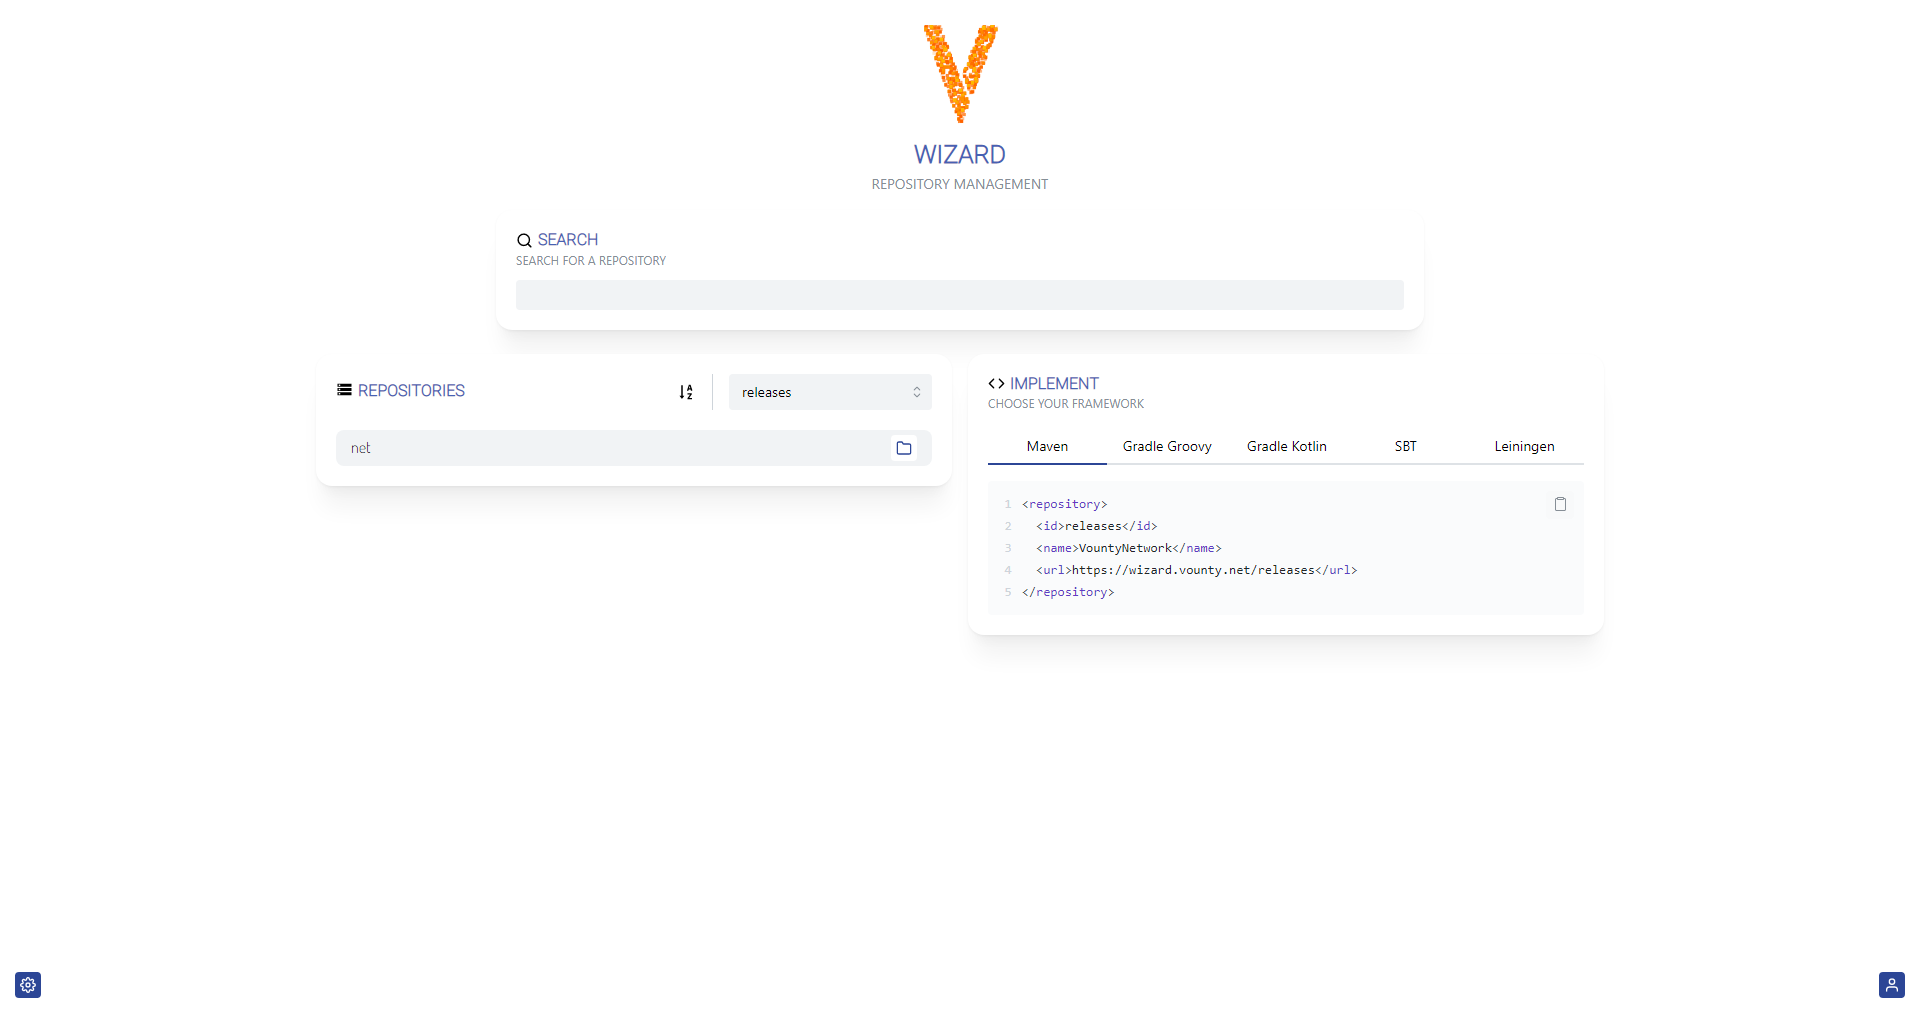 V
WIZARD
REPOSITORY MANAGEMENT
SEARCH
SEARCH FOR A REPOSITORY
REPOSITORIES
releases
net
IMPLEMENT
CHOOSE YOUR FRAMEWORK
Maven Gradle Groovy Gradle Kotlin SBT Leiningen
1 <repository>
2 <id>releases</id>
3 <name>VountyNetwork</name>
4 <url>https://wizard.vounty.net/releases</url>
5 </repository>